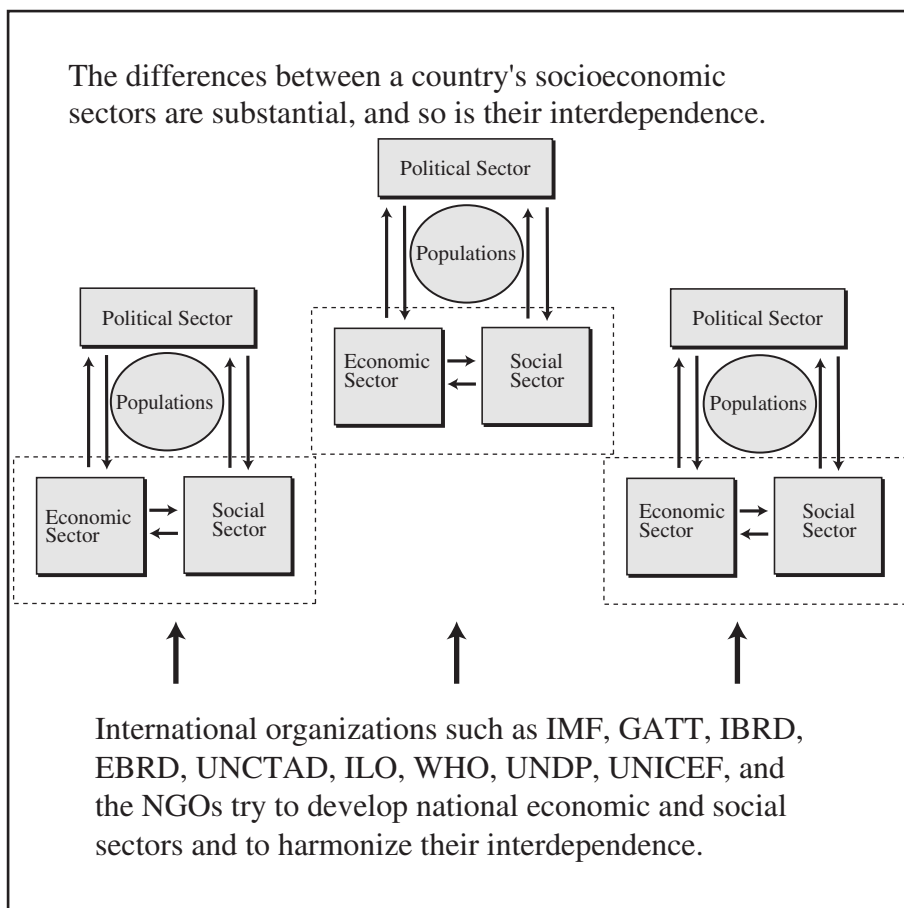 The differences between a country's socioeconomic
sectors are substantial, and so is their interdependence.
Political Sector
Populations
Economic
Sector
Social
Sector
Political Sector
Populations
Economic
Sector
Social
Sector
Political Sector
Populations
Economic
Sector
Social
Sector
International organizations such as IMF, GATT, IBRD,
EBRD, UNCTAD, ILO, WHO, UNDP, UNICEF, and
the NGOs try to develop national economic and social
sectors and to harmonize their interdependence.